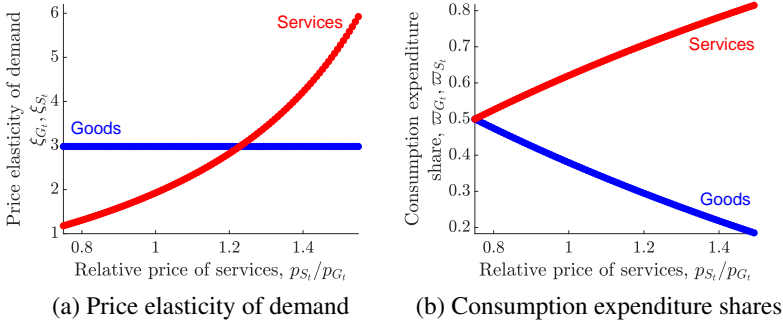 Price elasticity of demand
ξ_{G_t}, ξ_{S_t}
6
5
4
3
2
1
Services
Goods
0.8 1 1.2 1.4
Relative price of services, p_{S_t}/p_{G_t}
(a) Price elasticity of demand
Consumption expenditure
share, ϖ_{G_t}, ϖ_{S_t}
0.8
0.7
0.6
0.5
0.4
0.3
0.2
Services
Goods
0.8 1 1.2 1.4
Relative price of services, p_{S_t}/p_{G_t}
(b) Consumption expenditure shares